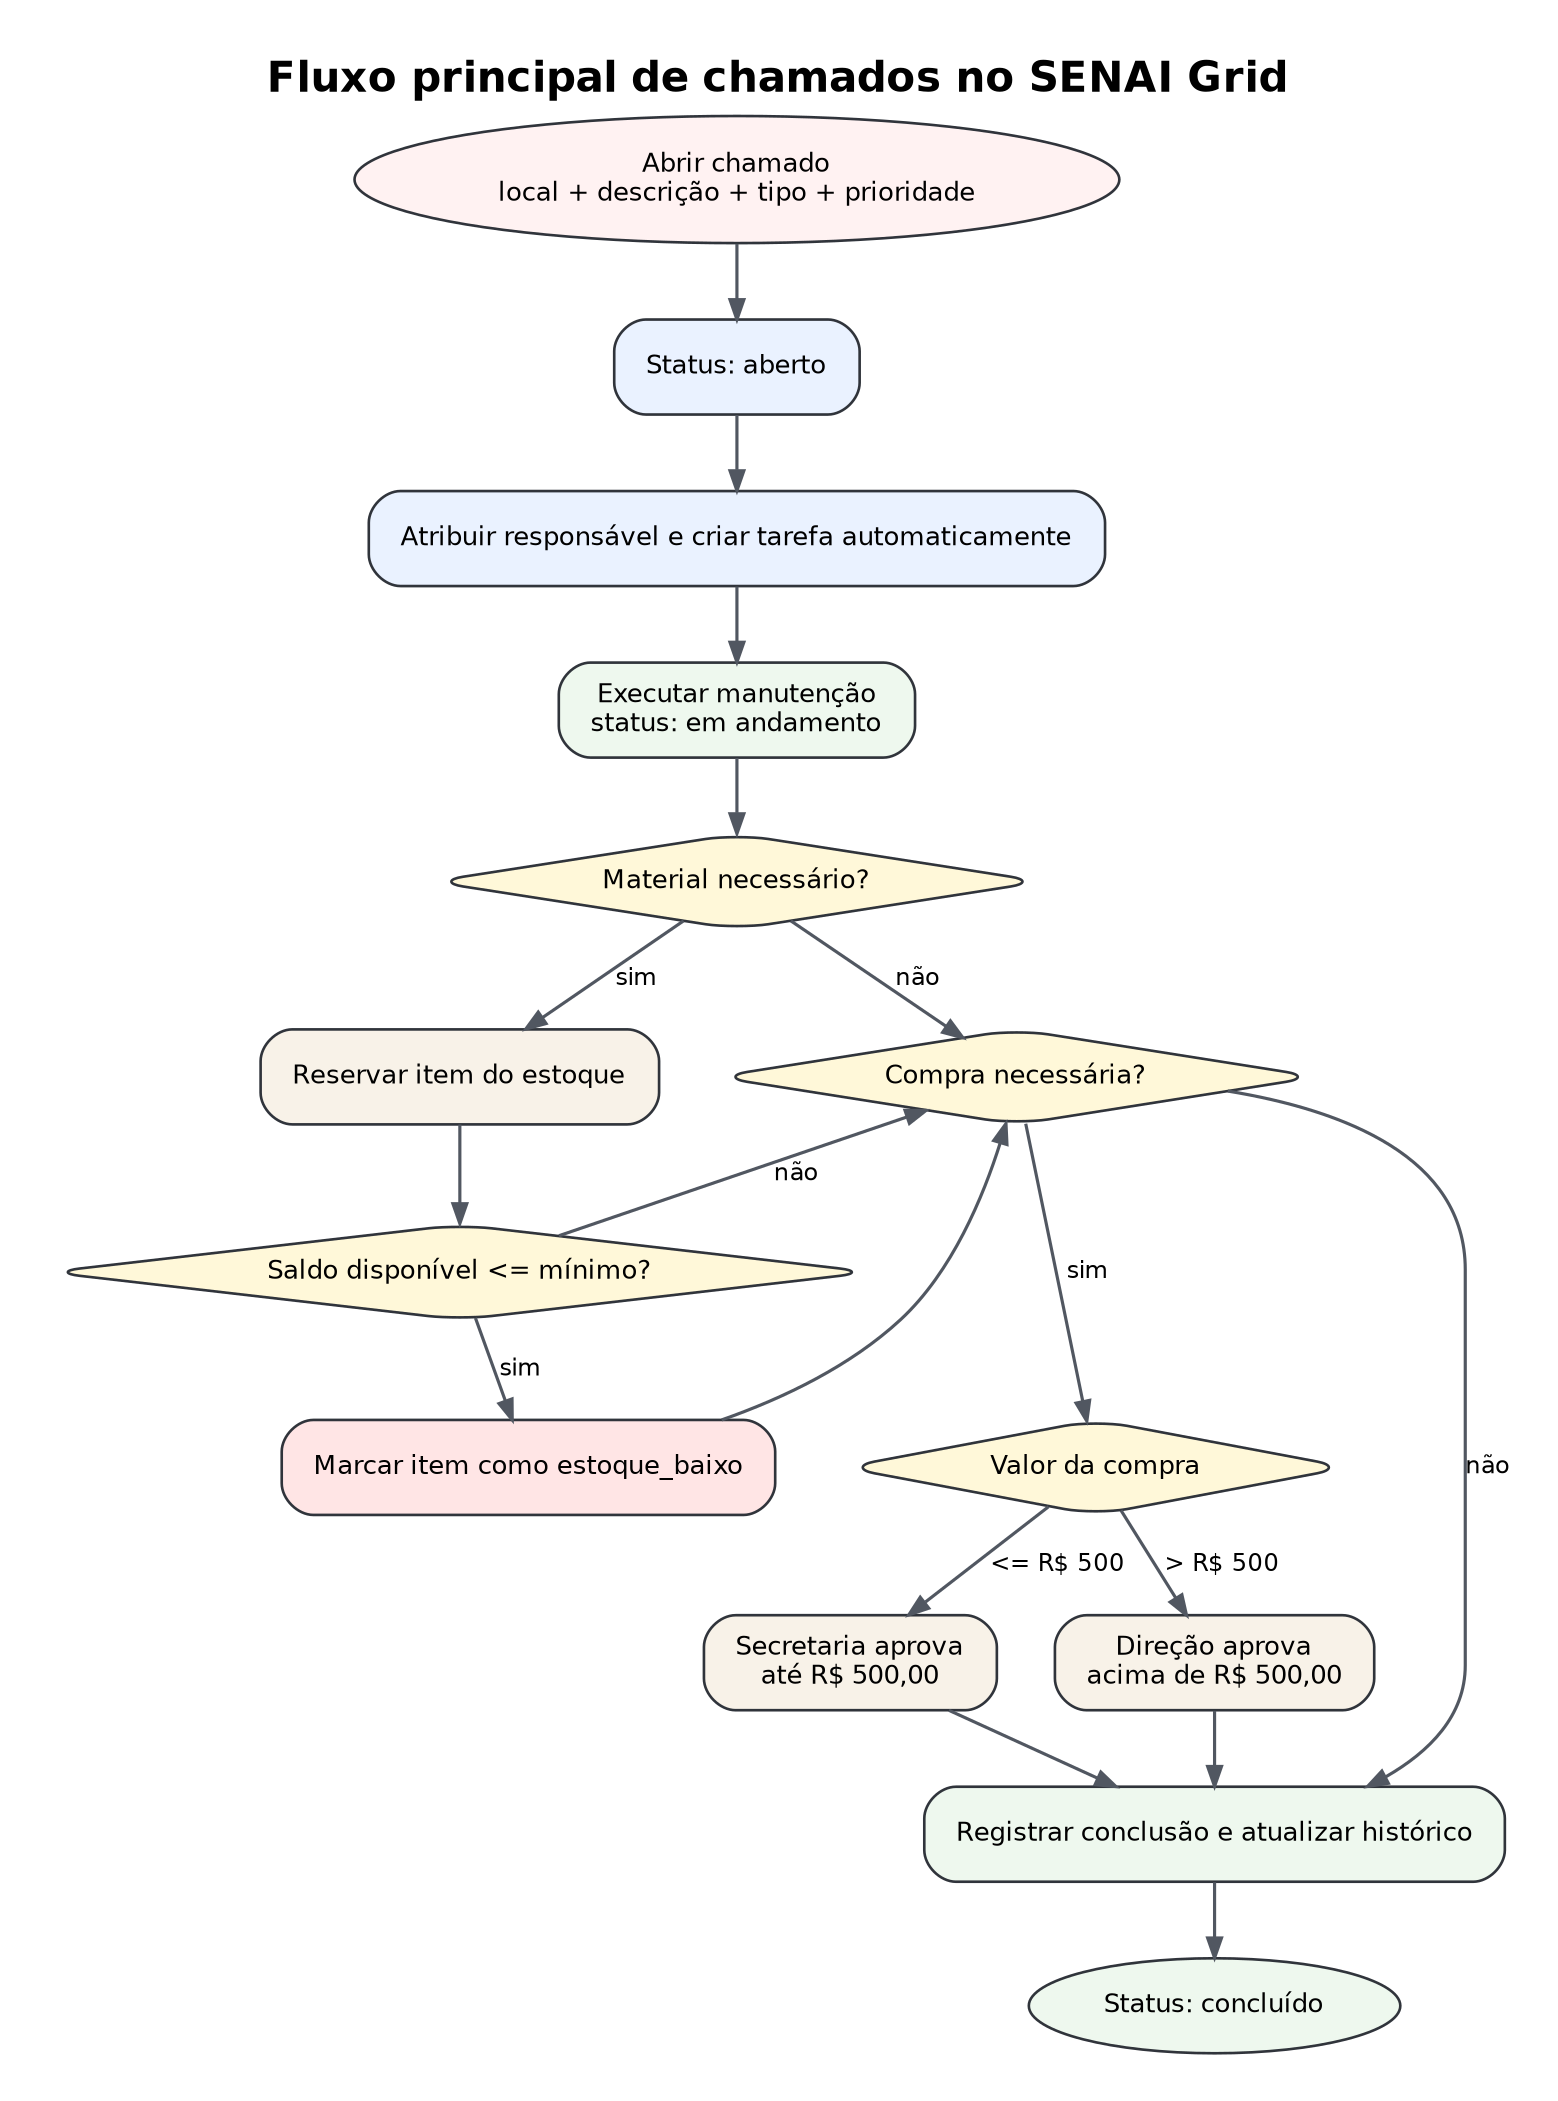 Fluxo principal de chamados no SENAI Grid
Abrir chamado
local + descrição + tipo + prioridade
Status: aberto
Atribuir responsável e criar tarefa automaticamente
Executar manutenção
status: em andamento
Material necessário?
sim
não
Reservar item do estoque
Compra necessária?
não
Saldo disponível <= mínimo?
sim
sim
Marcar item como estoque_baixo
Valor da compra
não
<= R$ 500
> R$ 500
Secretaria aprova
até R$ 500,00
Direção aprova
acima de R$ 500,00
Registrar conclusão e atualizar histórico
Status: concluído